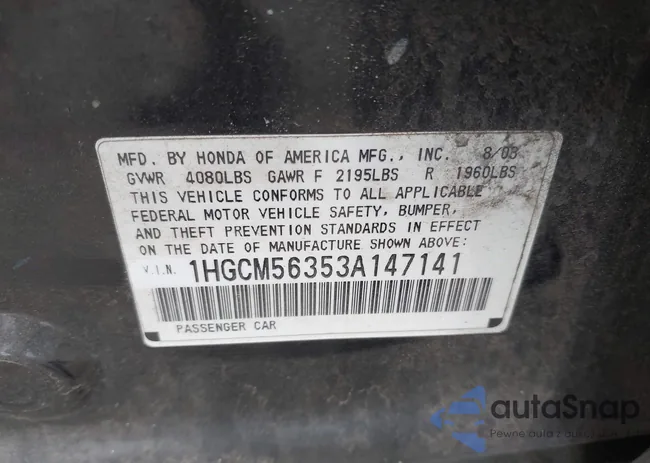 MFD. BY HONDA OF AMERICA MFG., INC. 8/03
GVWR 4080LBS GAWR F 2195LBS R 1960LBS
THIS VEHICLE CONFORMS TO ALL APPLICABLE
FEDERAL MOTOR VEHICLE SAFETY, BUMPER,
AND THEFT PREVENTION STANDARDS IN EFFECT
ON THE DATE OF MANUFACTURE SHOWN ABOVE:
V.I.N. 1HGCM56353A147141
PASSENGER CAR
autaSnap
Pewne auta z